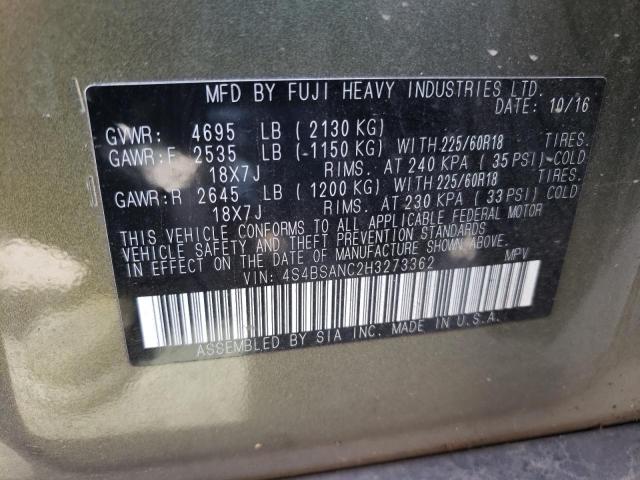 MFD BY FUJI HEAVY INDUSTRIES LTD.
DATE: 10/16
GVWR: 4695 LB ( 2130 KG)
GAWR:F 2535 LB (-1150 KG) WITH 225/60R18 TIRES.
18X7J RIMS. AT 240 KPA ( 35 PSI) COLD
GAWR:R 2645 LB ( 1200 KG) WITH 225/60R18 TIRES.
18X7J RIMS. AT 230 KPA ( 33 PSI) COLD
THIS VEHICLE CONFORMS TO ALL APPLICABLE FEDERAL MOTOR
VEHICLE SAFETY AND THEFT PREVENTION STANDARDS
IN EFFECT ON THE DATE OF MANUFACTURE SHOWN ABOVE.
VIN: 4S4BSANC2H3273362 MPV
ASSEMBLED BY SIA INC. MADE IN U.S.A.